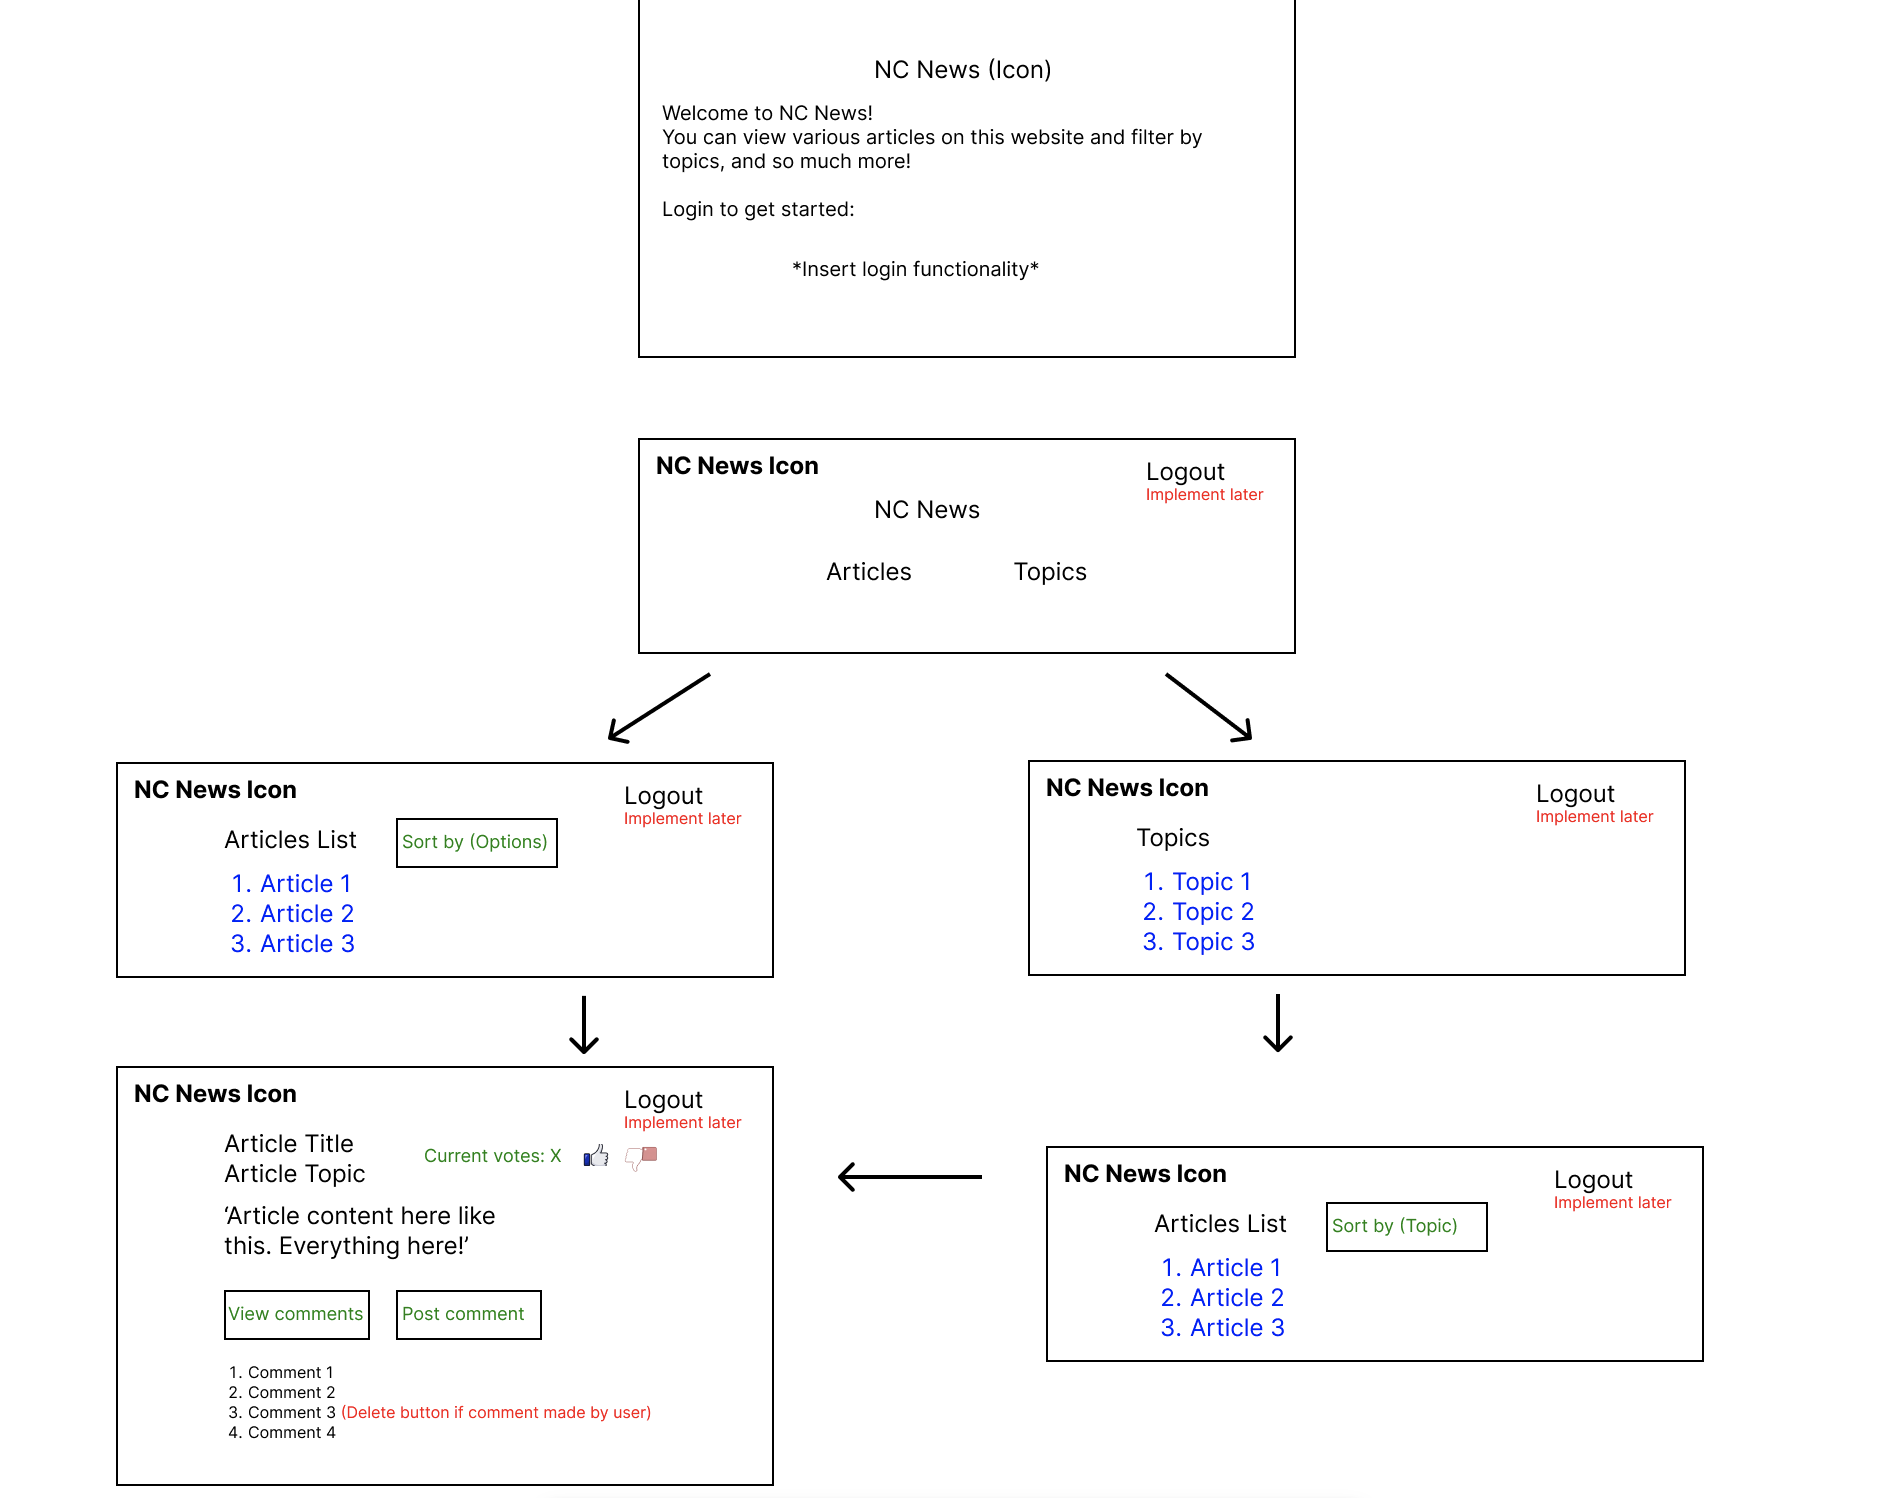 NC News (Icon)
Welcome to NC News!
You can view various articles on this website and filter by
topics, and so much more!
Login to get started:
*Insert login functionality*
NC News Icon
Logout
Implement later
NC News
Articles
Topics
NC News Icon
Logout
Implement later
Articles List
Sort by (Options)
1. Article 1
2. Article 2
3. Article 3
NC News Icon
Logout
Implement later
Topics
1. Topic 1
2. Topic 2
3. Topic 3
NC News Icon
Logout
Implement later
Article Title
Article Topic
Current votes: X
‘Article content here like
this. Everything here!’
View comments
Post comment
1. Comment 1
2. Comment 2
3. Comment 3 (Delete button if comment made by user)
4. Comment 4
NC News Icon
Logout
Implement later
Articles List
Sort by (Topic)
1. Article 1
2. Article 2
3. Article 3